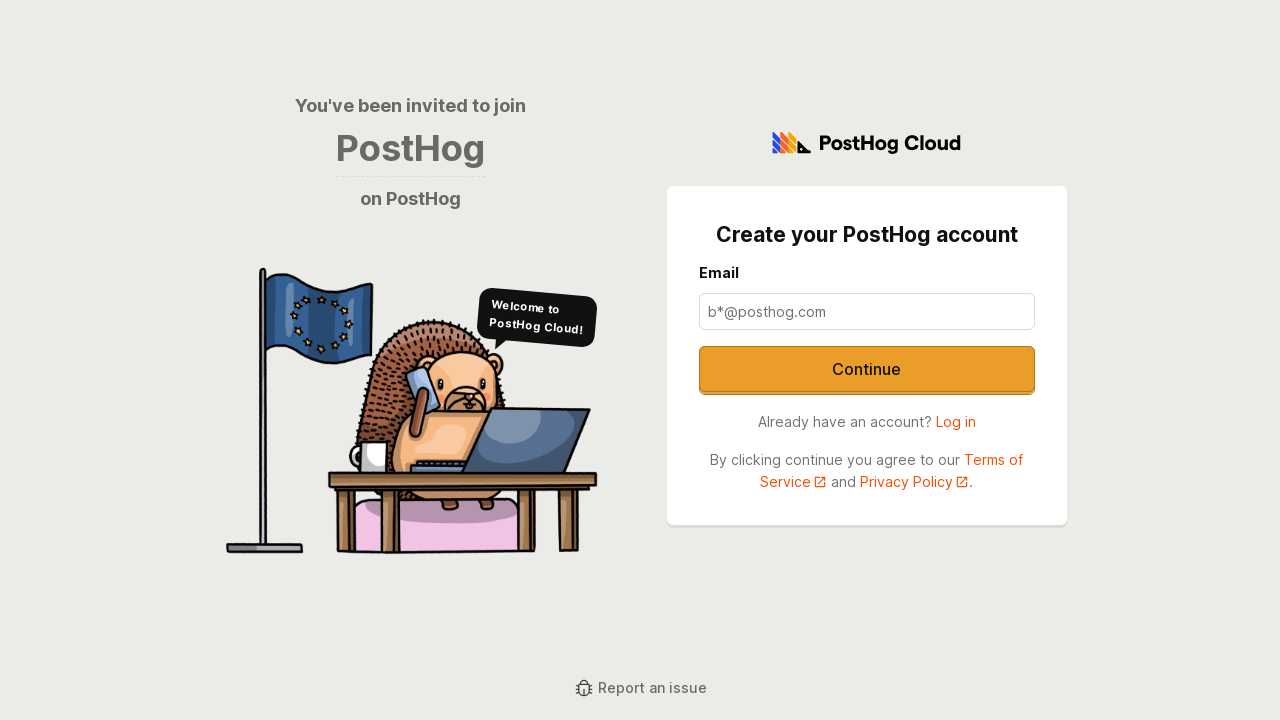 You've been invited to join
PostHog
on PostHog
Welcome to
PostHog Cloud!
PostHog Cloud
Create your PostHog account
Email
b*@posthog.com
Continue
Already have an account? Log in
By clicking continue you agree to our Terms of
Service and Privacy Policy.
Report an issue